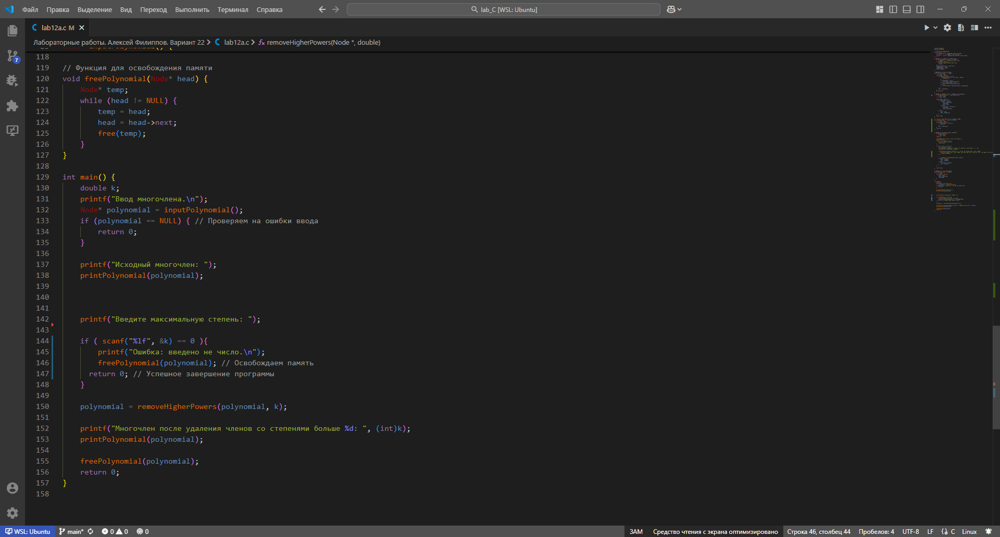 Файл Правка Выделение Вид Переход Выполнить Терминал Справка lab_C [WSL: Ubuntu]
lab12a.c M
Лабораторные работы. Алексей Филиппов. Вариант 22 > C lab12a.c > fx removeHigherPowers(Node *, double)
118
119 // Функция для освобождения памяти
120 void freePolynomial(Node* head) {
121 Node* temp;
122 while (head != NULL) {
123 temp = head;
124 head = head->next;
125 free(temp);
126 }
127 }
128
129 int main() {
130 double k;
131 printf("Ввод многочлена.\n");
132 Node* polynomial = inputPolynomial();
133 if (polynomial == NULL) { // Проверяем на ошибки ввода
134 return 0;
135 }
136
137 printf("Исходный многочлен: ");
138 printPolynomial(polynomial);
139
140
141
142 printf("Введите максимальную степень: ");
143
144 if ( scanf("%lf", &k) == 0 ){
145 printf("Ошибка: введено не число.\n");
146 freePolynomial(polynomial); // Освобождаем память
147 return 0; // Успешное завершение программы
148 }
149
150 polynomial = removeHigherPowers(polynomial, k);
151
152 printf("Многочлен после удаления членов со степенями больше %d: ", (int)k);
153 printPolynomial(polynomial);
154
155 freePolynomial(polynomial);
156 return 0;
157 }
158
7
WSL: Ubuntu main* 0 0 0 ЗАМ Средство чтения с экрана оптимизировано Строка 46, столбец 44 Пробелов: 4 UTF-8 LF {} C Linux